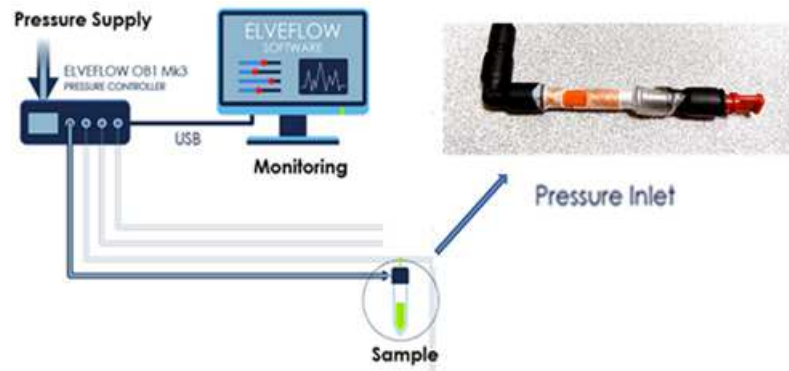 Pressure Supply
ELVEFLOW
SOFTWARE
ELVEFLOW OB1 Mk3
PRESSURE CONTROLLER
USB
Monitoring
Pressure Inlet
Sample